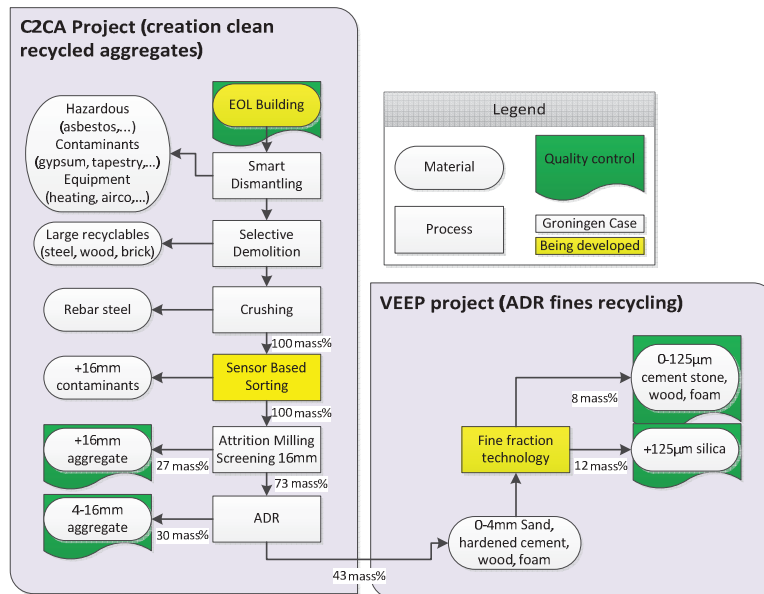 C2CA Project (creation clean
recycled aggregates)
EOL Building
Hazardous
(asbestos,...)
Contaminants
(gypsum, tapestry,...)
Equipment
(heating, airco,...)
Smart
Dismantling
Large recyclables
(steel, wood, brick)
Selective
Demolition
Rebar steel
Crushing
100 mass%
+16mm
contaminants
Sensor Based
Sorting
100 mass%
+16mm
aggregate
27 mass%
Attrition Milling
Screening 16mm
73 mass%
4-16mm
aggregate
30 mass%
ADR
43 mass%
Legend
Material
Quality control
Process
Groningen Case
Being developed
VEEP project (ADR fines recycling)
0-125µm
cement stone,
wood, foam
8 mass%
Fine fraction
technology
+125µm silica
12 mass%
0-4mm Sand,
hardened cement,
wood, foam